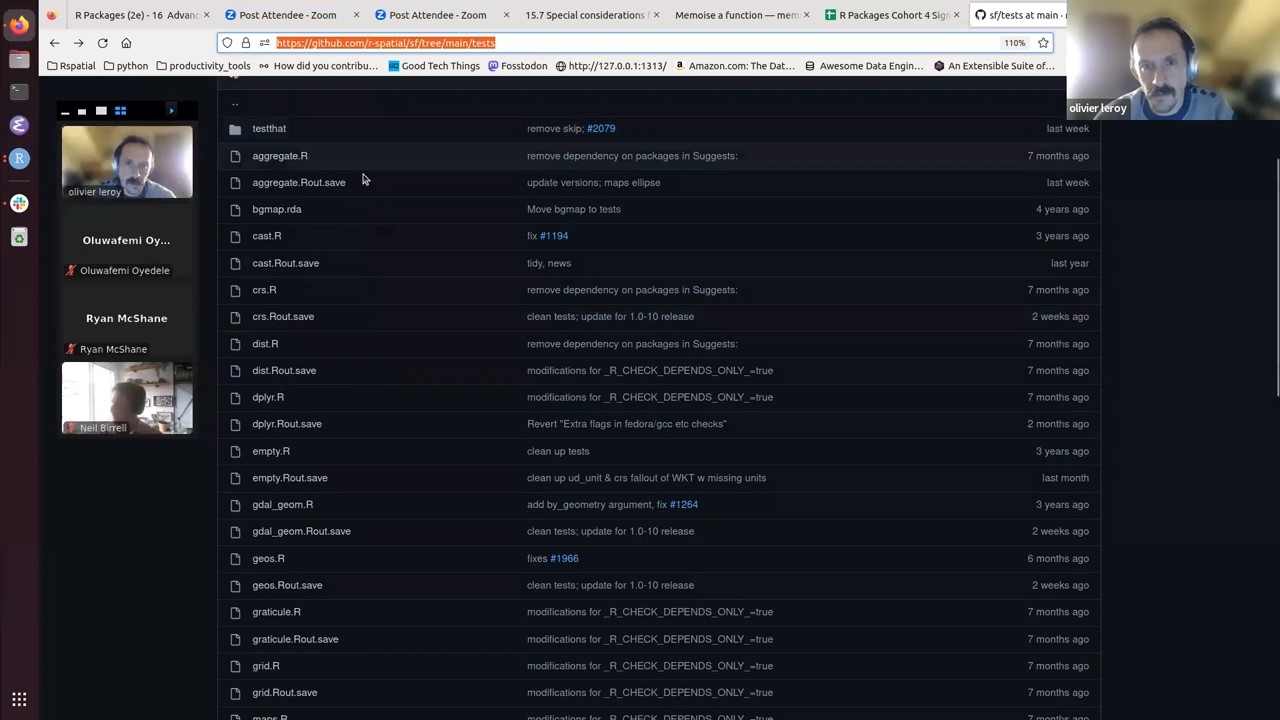 R Packages (2e) - 16 Advanc
Post Attendee - Zoom
Post Attendee - Zoom
15.7 Special considerations f
Memoise a function — mem
R Packages Cohort 4 Sign
sf/tests at main ·
https://github.com/r-spatial/sf/tree/main/tests
110%
Rspatial
python
productivity_tools
How did you contribu...
Good Tech Things
Fosstodon
http://127.0.0.1:1313/
Amazon.com: The Dat...
Awesome Data Engin...
An Extensible Suite of...
olivier leroy
..
testthat remove skip; #2079 last week
aggregate.R remove dependency on packages in Suggests: 7 months ago
aggregate.Rout.save update versions; maps ellipse last week
bgmap.rda Move bgmap to tests 4 years ago
cast.R fix #1194 3 years ago
cast.Rout.save tidy, news last year
crs.R remove dependency on packages in Suggests: 7 months ago
crs.Rout.save clean tests; update for 1.0-10 release 2 weeks ago
dist.R remove dependency on packages in Suggests: 7 months ago
dist.Rout.save modifications for _R_CHECK_DEPENDS_ONLY_=true 7 months ago
dplyr.R modifications for _R_CHECK_DEPENDS_ONLY_=true 7 months ago
dplyr.Rout.save Revert "Extra flags in fedora/gcc etc checks" 2 months ago
empty.R clean up tests 3 years ago
empty.Rout.save clean up ud_unit & crs fallout of WKT w missing units last month
gdal_geom.R add by_geometry argument, fix #1264 3 years ago
gdal_geom.Rout.save clean tests; update for 1.0-10 release 2 weeks ago
geos.R fixes #1966 6 months ago
geos.Rout.save clean tests; update for 1.0-10 release 2 weeks ago
graticule.R modifications for _R_CHECK_DEPENDS_ONLY_=true 7 months ago
graticule.Rout.save modifications for _R_CHECK_DEPENDS_ONLY_=true 7 months ago
grid.R modifications for _R_CHECK_DEPENDS_ONLY_=true 7 months ago
grid.Rout.save modifications for _R_CHECK_DEPENDS_ONLY_=true 7 months ago
maps.R modifications for _R_CHECK_DEPENDS_ONLY_=true 7 months ago
olivier leroy
Oluwafemi Oy...
Oluwafemi Oyedele
Ryan McShane
Ryan McShane
Neil Birrell